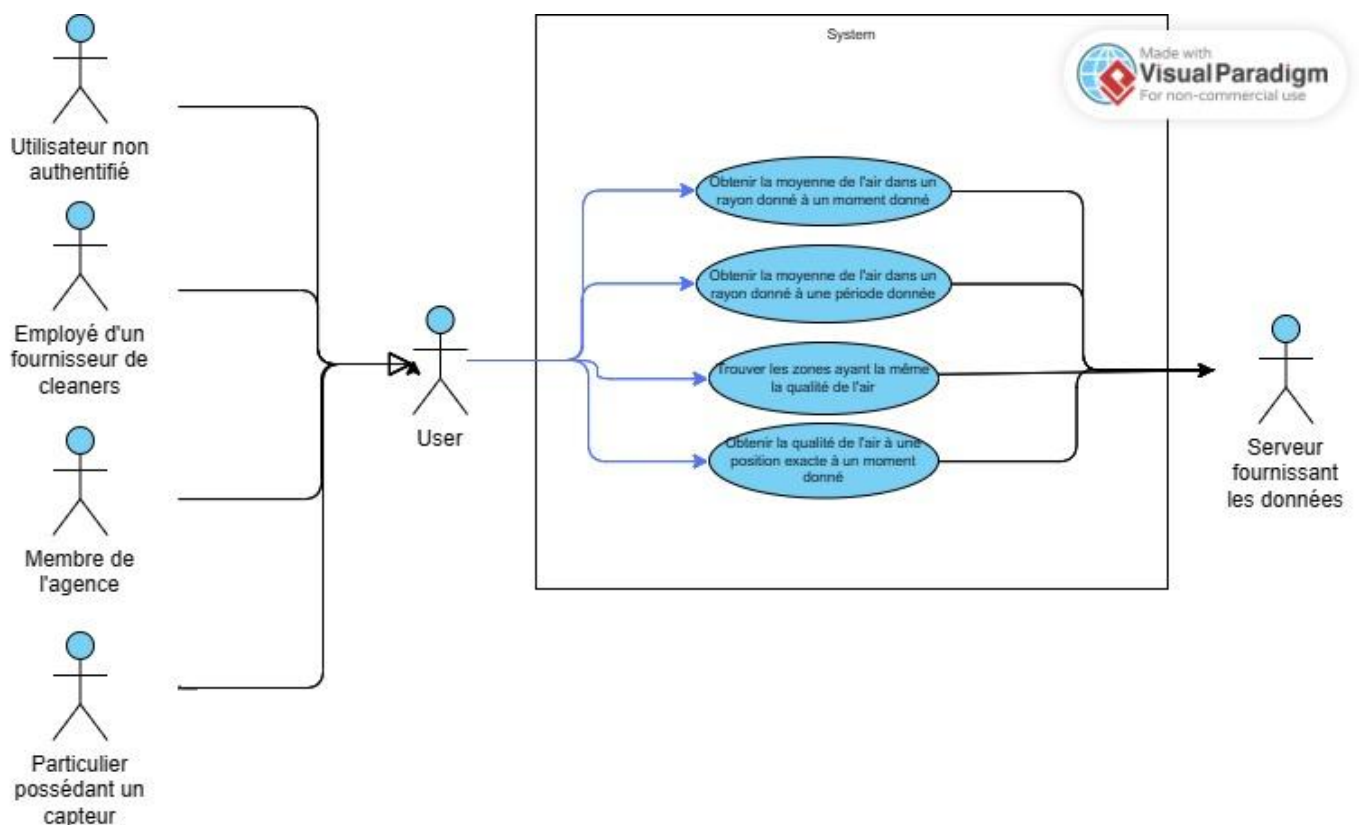 System
Made with
Visual Paradigm
For non-commercial use
Utilisateur non
authentifié
Employé d'un
fournisseur de
cleaners
Membre de
l'agence
Particulier
possédant un
capteur
User
Obtenir la moyenne de l'air dans un
rayon donné à un moment donné
Obtenir la moyenne de l'air dans un
rayon donné à une période donnée
Trouver les zones ayant la même
la qualité de l'air
Obtenir la qualité de l'air à une
position exacte à un moment
donné
Serveur
fournissant
les données